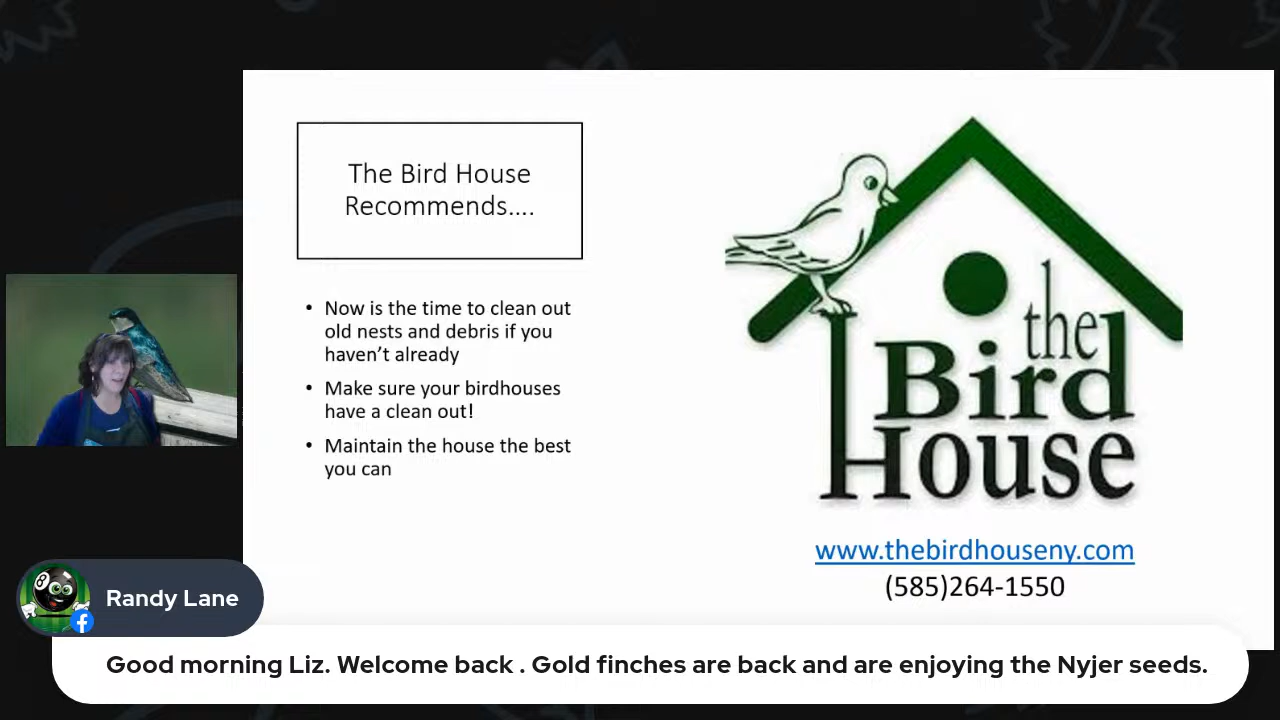 The Bird House
Recommends....
• Now is the time to clean out
old nests and debris if you
haven't already
• Make sure your birdhouses
have a clean out!
• Maintain the house the best
you can
the
Bird
House
www.thebirdhouseny.com
(585)264-1550
8
Randy Lane
Good morning Liz. Welcome back . Gold finches are back and are enjoying the Nyjer seeds.